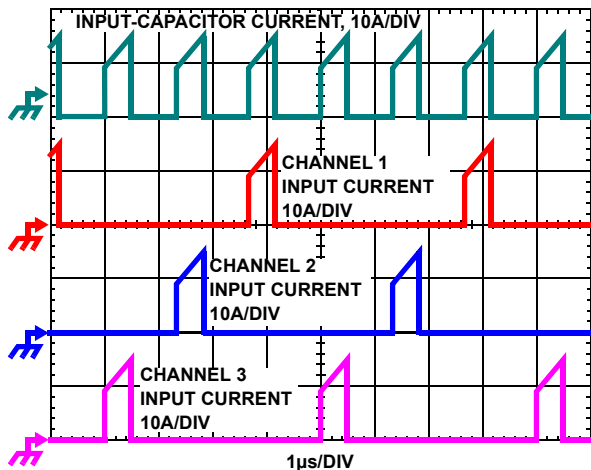 INPUT-CAPACITOR CURRENT, 10A/DIV
CHANNEL 1
INPUT CURRENT
10A/DIV
CHANNEL 2
INPUT CURRENT
10A/DIV
CHANNEL 3
INPUT CURRENT
10A/DIV
1µs/DIV